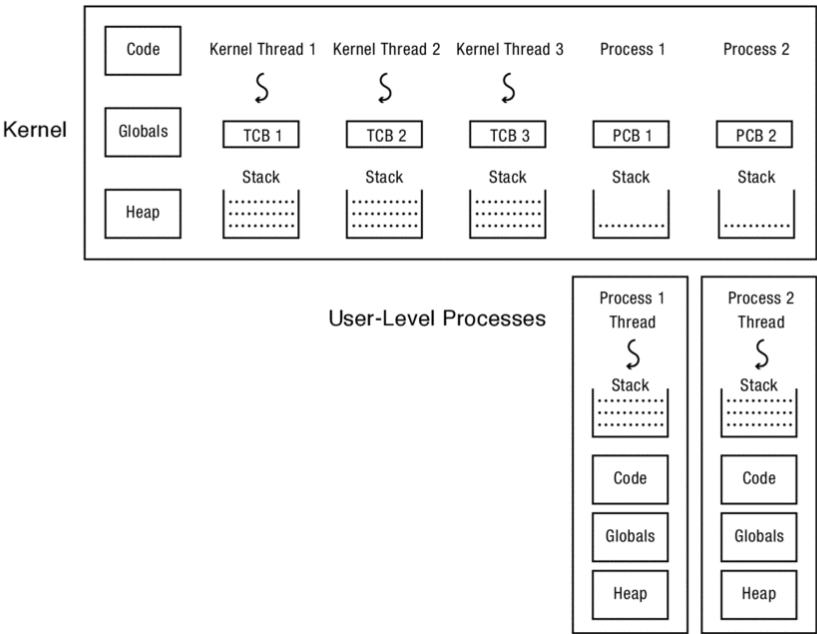 Kernel
Code
Globals
Heap
Kernel Thread 1
TCB 1
Stack
Kernel Thread 2
TCB 2
Stack
Kernel Thread 3
TCB 3
Stack
Process 1
PCB 1
Stack
Process 2
PCB 2
Stack
User-Level Processes
Process 1
Thread
Stack
Code
Globals
Heap
Process 2
Thread
Stack
Code
Globals
Heap